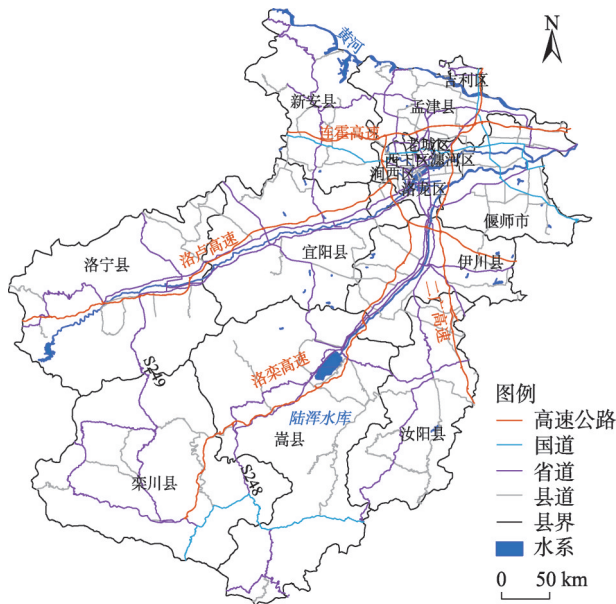 黄河
N
吉利区
新安县
孟津县
连霍高速
老城区
西工区
瀍河区
涧西区
洛龙区
偃师市
洛卢高速
宜阳县
伊川县
洛宁县
二广高速
洛栾高速
S249
陆浑水库
嵩县
汝阳县
栾川县
S248
图例
高速公路
国道
省道
县道
县界
水系
0 50 km